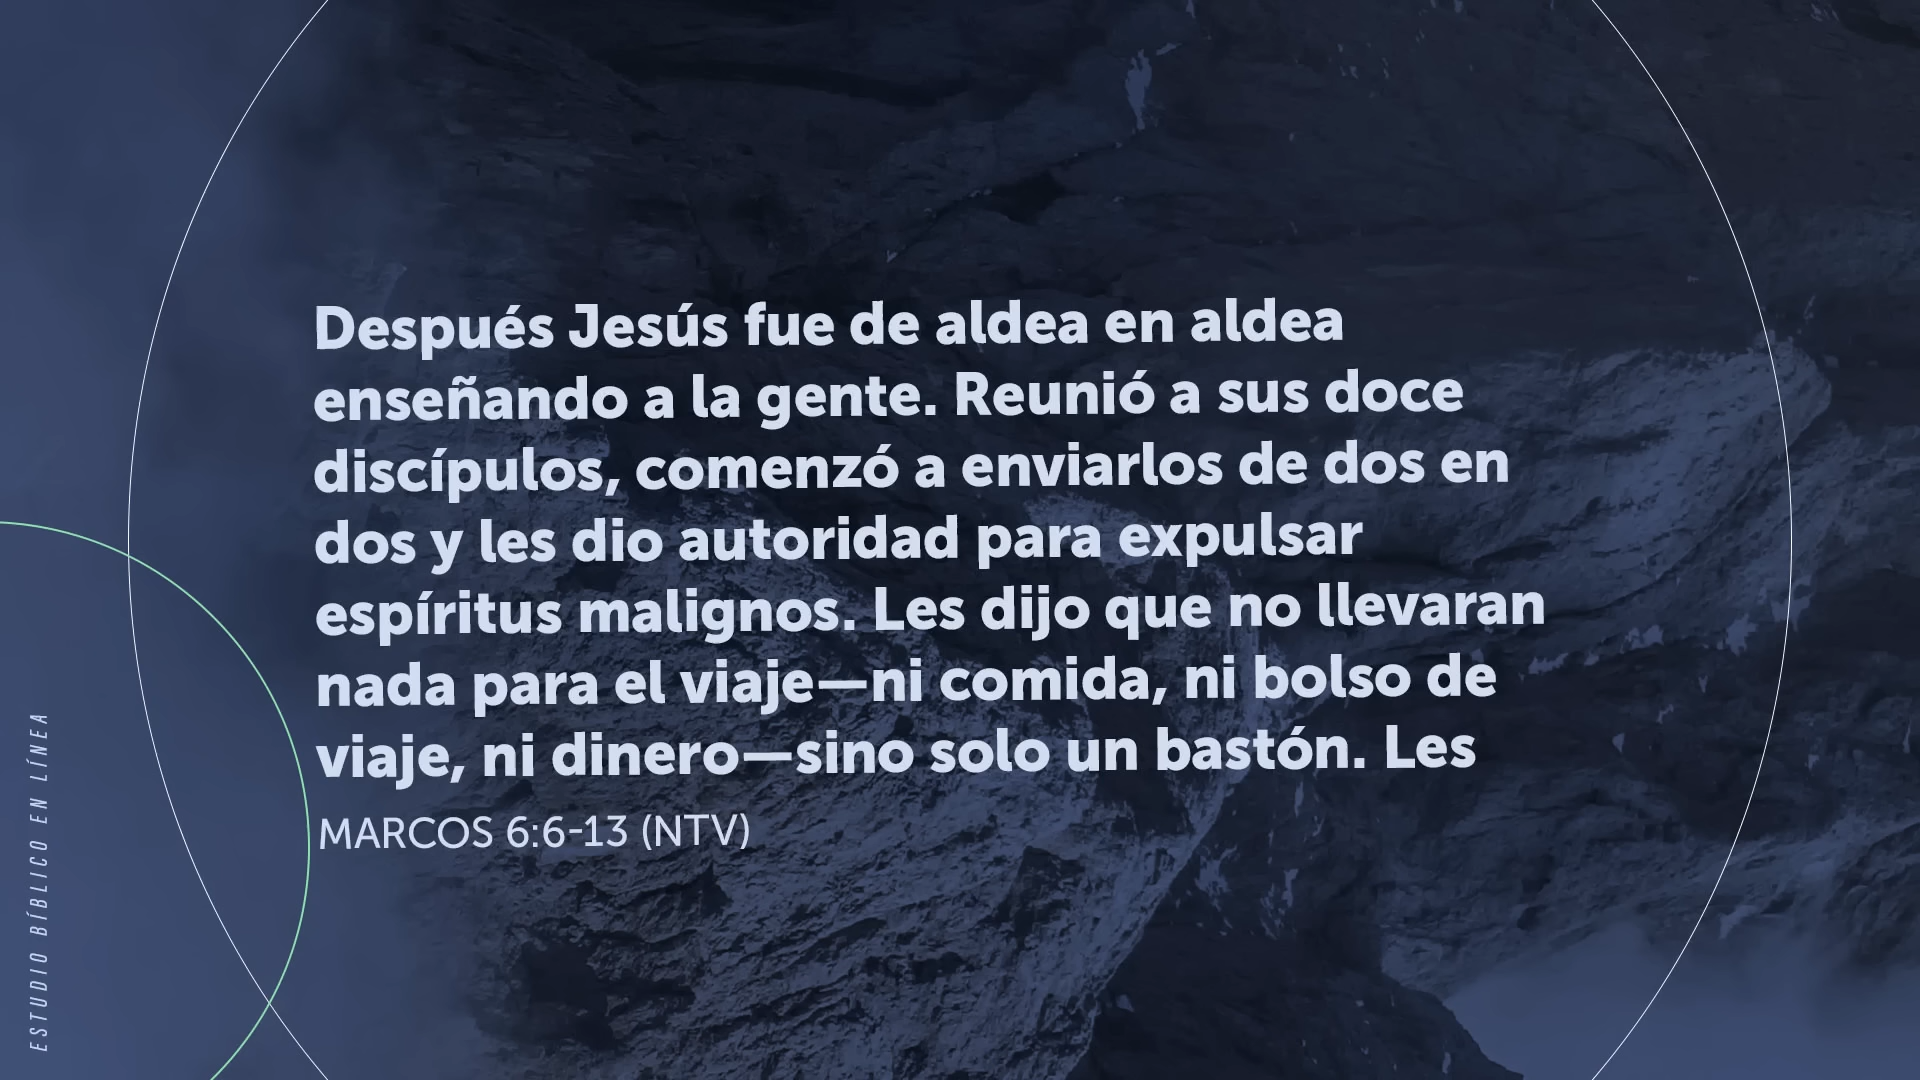 Después Jesús fue de aldea en aldea
enseñando a la gente. Reunió a sus doce
discípulos, comenzó a enviarlos de dos en
dos y les dio autoridad para expulsar
espíritus malignos. Les dijo que no llevaran
nada para el viaje—ni comida, ni bolso de
viaje, ni dinero—sino solo un bastón. Les
MARCOS 6:6-13 (NTV)
ESTUDIO BÍBLICO EN LÍNEA